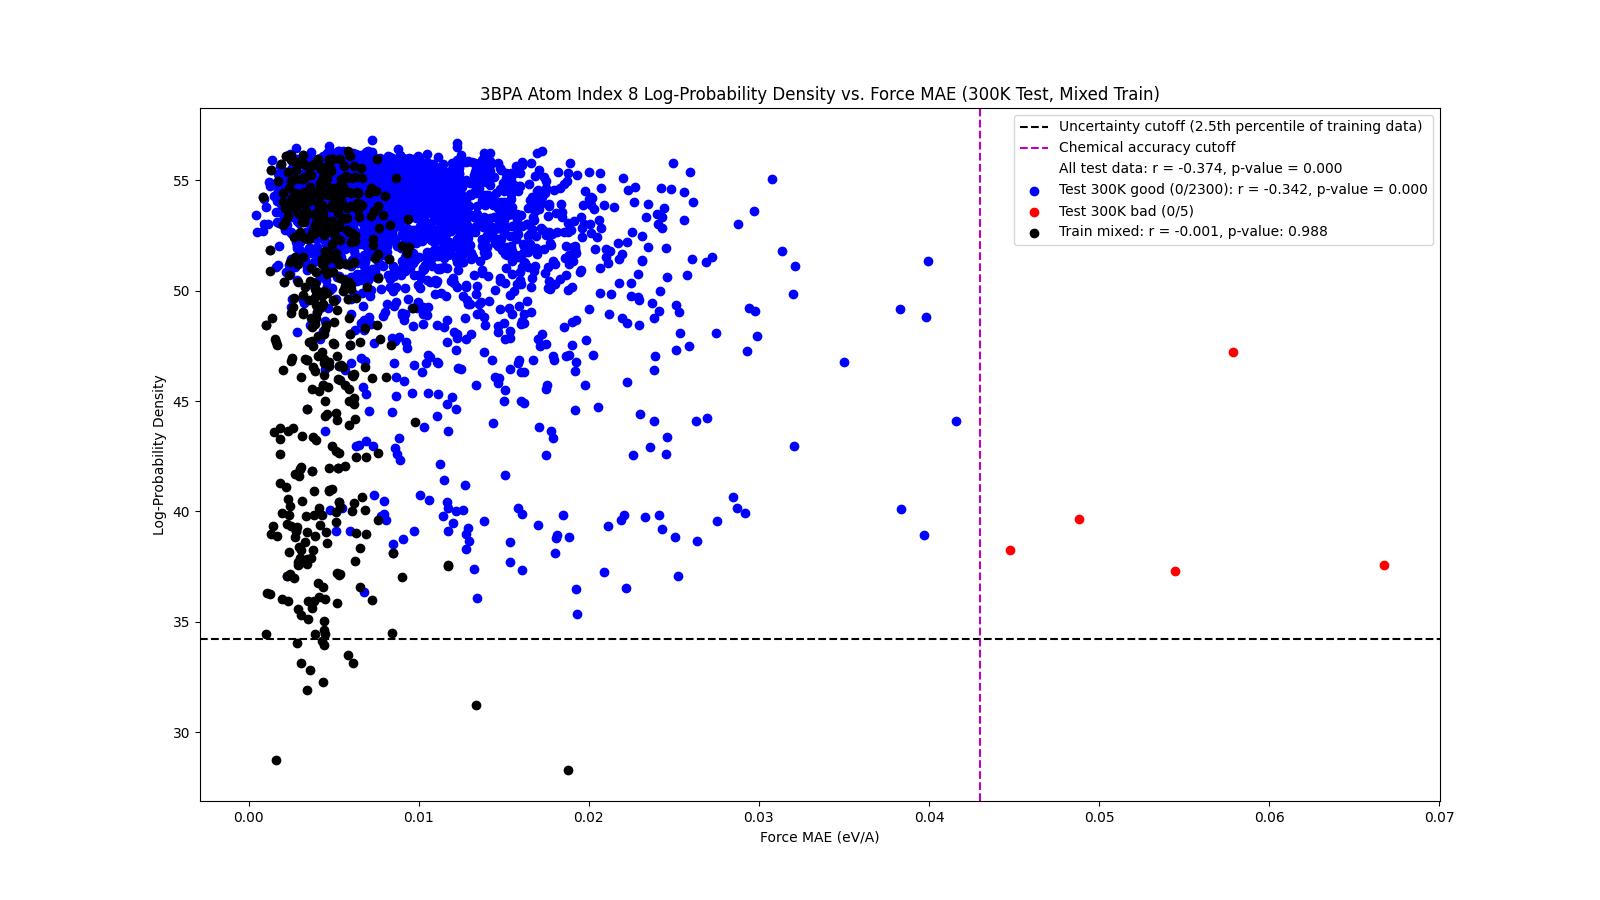 3BPA Atom Index 8 Log-Probability Density vs. Force MAE (300K Test, Mixed Train)
Uncertainty cutoff (2.5th percentile of training data)
Chemical accuracy cutoff
All test data: r = -0.374, p-value = 0.000
Test 300K good (0/2300): r = -0.342, p-value = 0.000
Test 300K bad (0/5)
Train mixed: r = -0.001, p-value: 0.988
Log-Probability Density
55
50
45
40
35
30
0.00 0.01 0.02 0.03 0.04 0.05 0.06 0.07
Force MAE (eV/A)